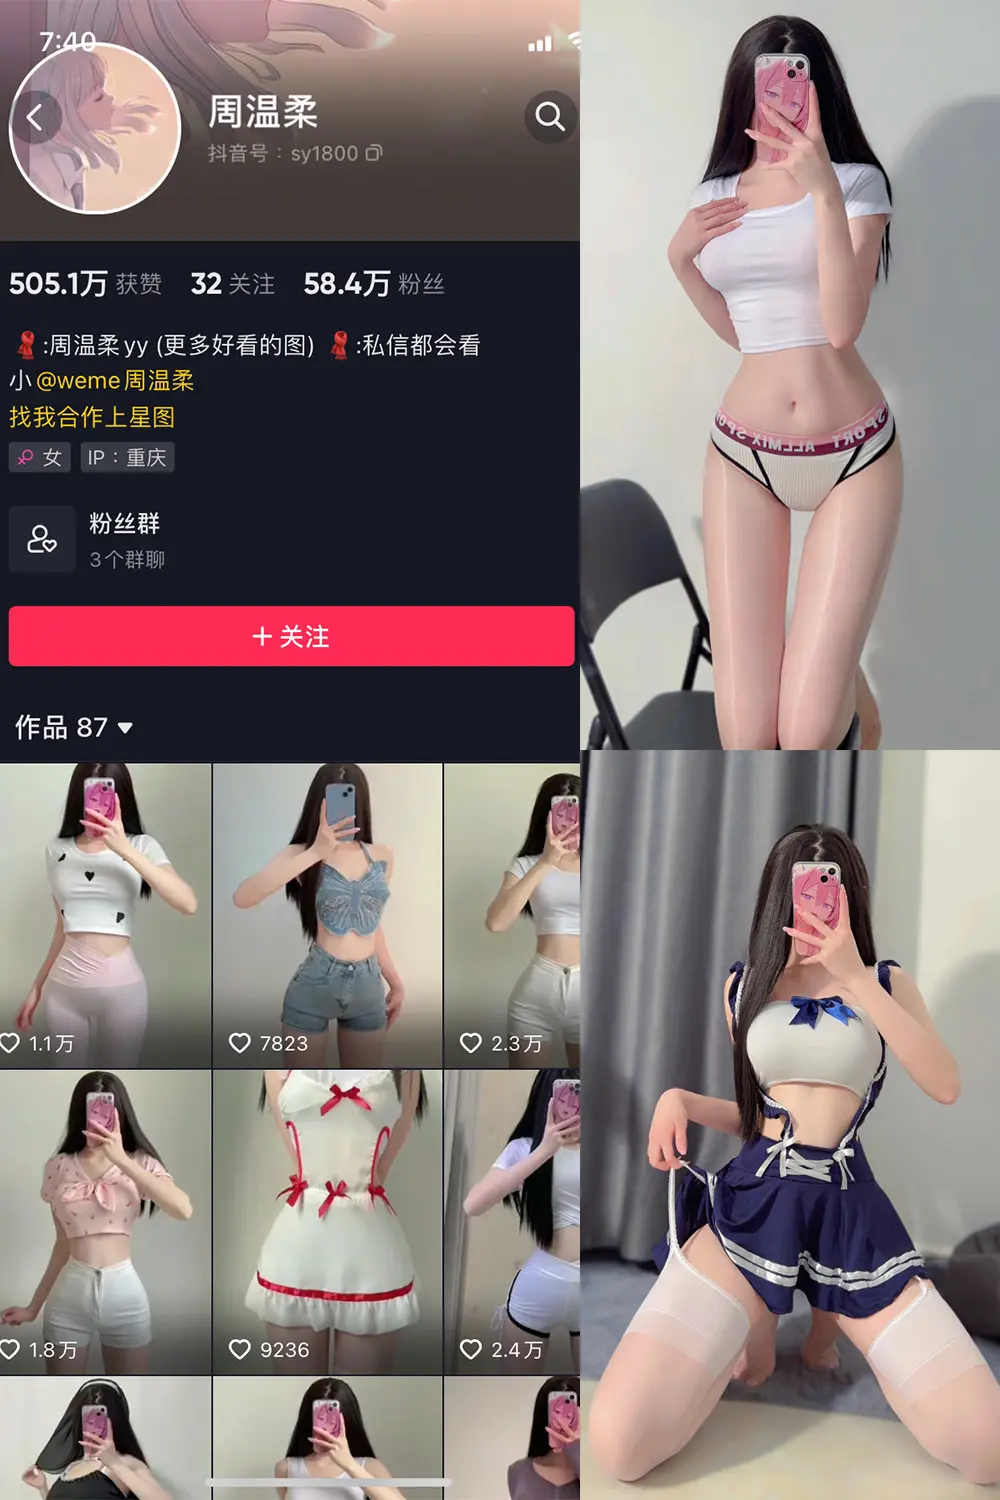 7:40
周温柔
抖音号：sy1800
505.1万 获赞 32 关注 58.4万 粉丝
:周温柔yy (更多好看的图) :私信都会看
小@weme周温柔
找我合作上星图
女 IP：重庆
粉丝群
3个群聊
+ 关注
作品 87
1.1万 7823 2.3万
1.8万 9236 2.4万
SPORT ALLMIX SPO